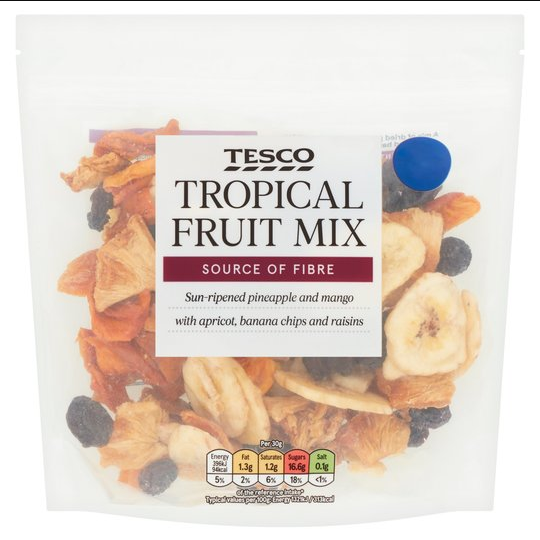 TESCO
TROPICAL
FRUIT MIX
SOURCE OF FIBRE
Sun-ripened pineapple and mango
with apricot, banana chips and raisins
Per 30g
Energy Fat Saturates Sugars Salt
396kJ 1.3g 1.2g 16.6g 0.1g
94kcal
5% 2% 6% 18% <1%
of the reference intake*
Typical values per 100g: Energy 1321kJ / 313kcal